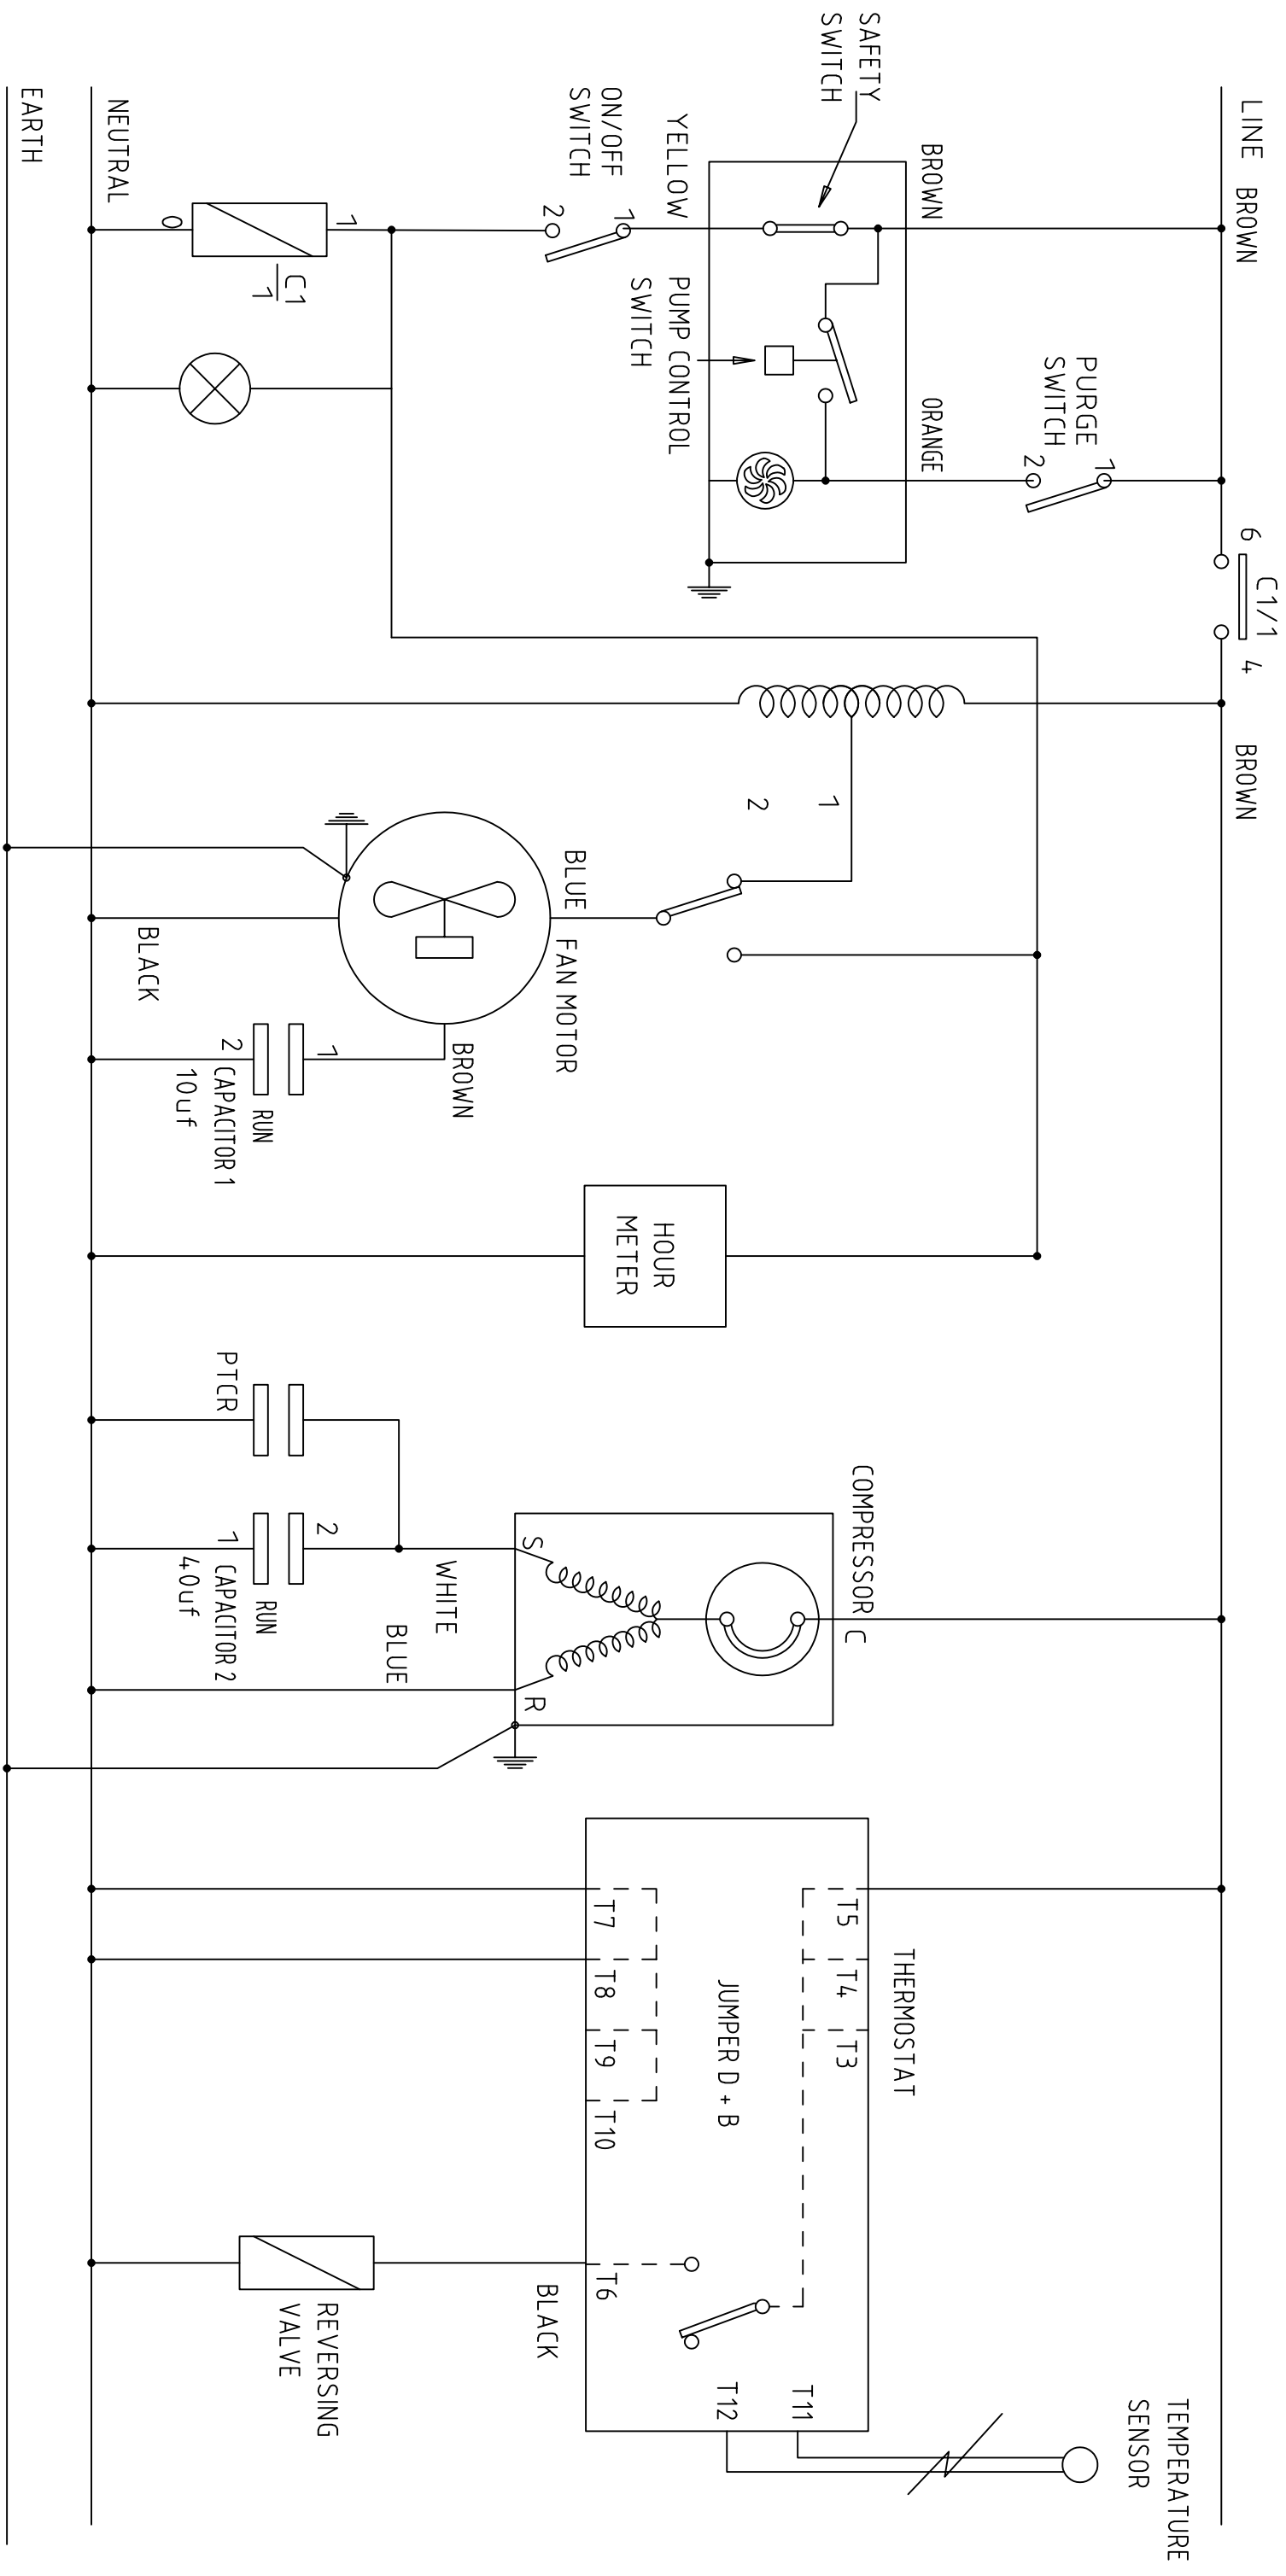 LINE
BROWN
6
C1/1
4
BROWN
TEMPERATURE
SENSOR
PURGE
SWITCH
1
2
SAFETY
SWITCH
BROWN
ORANGE
COMPRESSOR
C
THERMOSTAT
T5
T4
T3
T11
1
2
JUMPER D + B
T12
YELLOW
PUMP CONTROL
SWITCH
HOUR
METER
ON/OFF
SWITCH
1
2
BLUE
FAN MOTOR
S
R
T7
T8
T9
T10
T6
BROWN
WHITE
BLUE
BLACK
1
C1
1
0
1
2
RUN
CAPACITOR 1
10uf
PTCR
2
1
RUN
CAPACITOR 2
40uf
REVERSING
VALVE
BLACK
NEUTRAL
EARTH